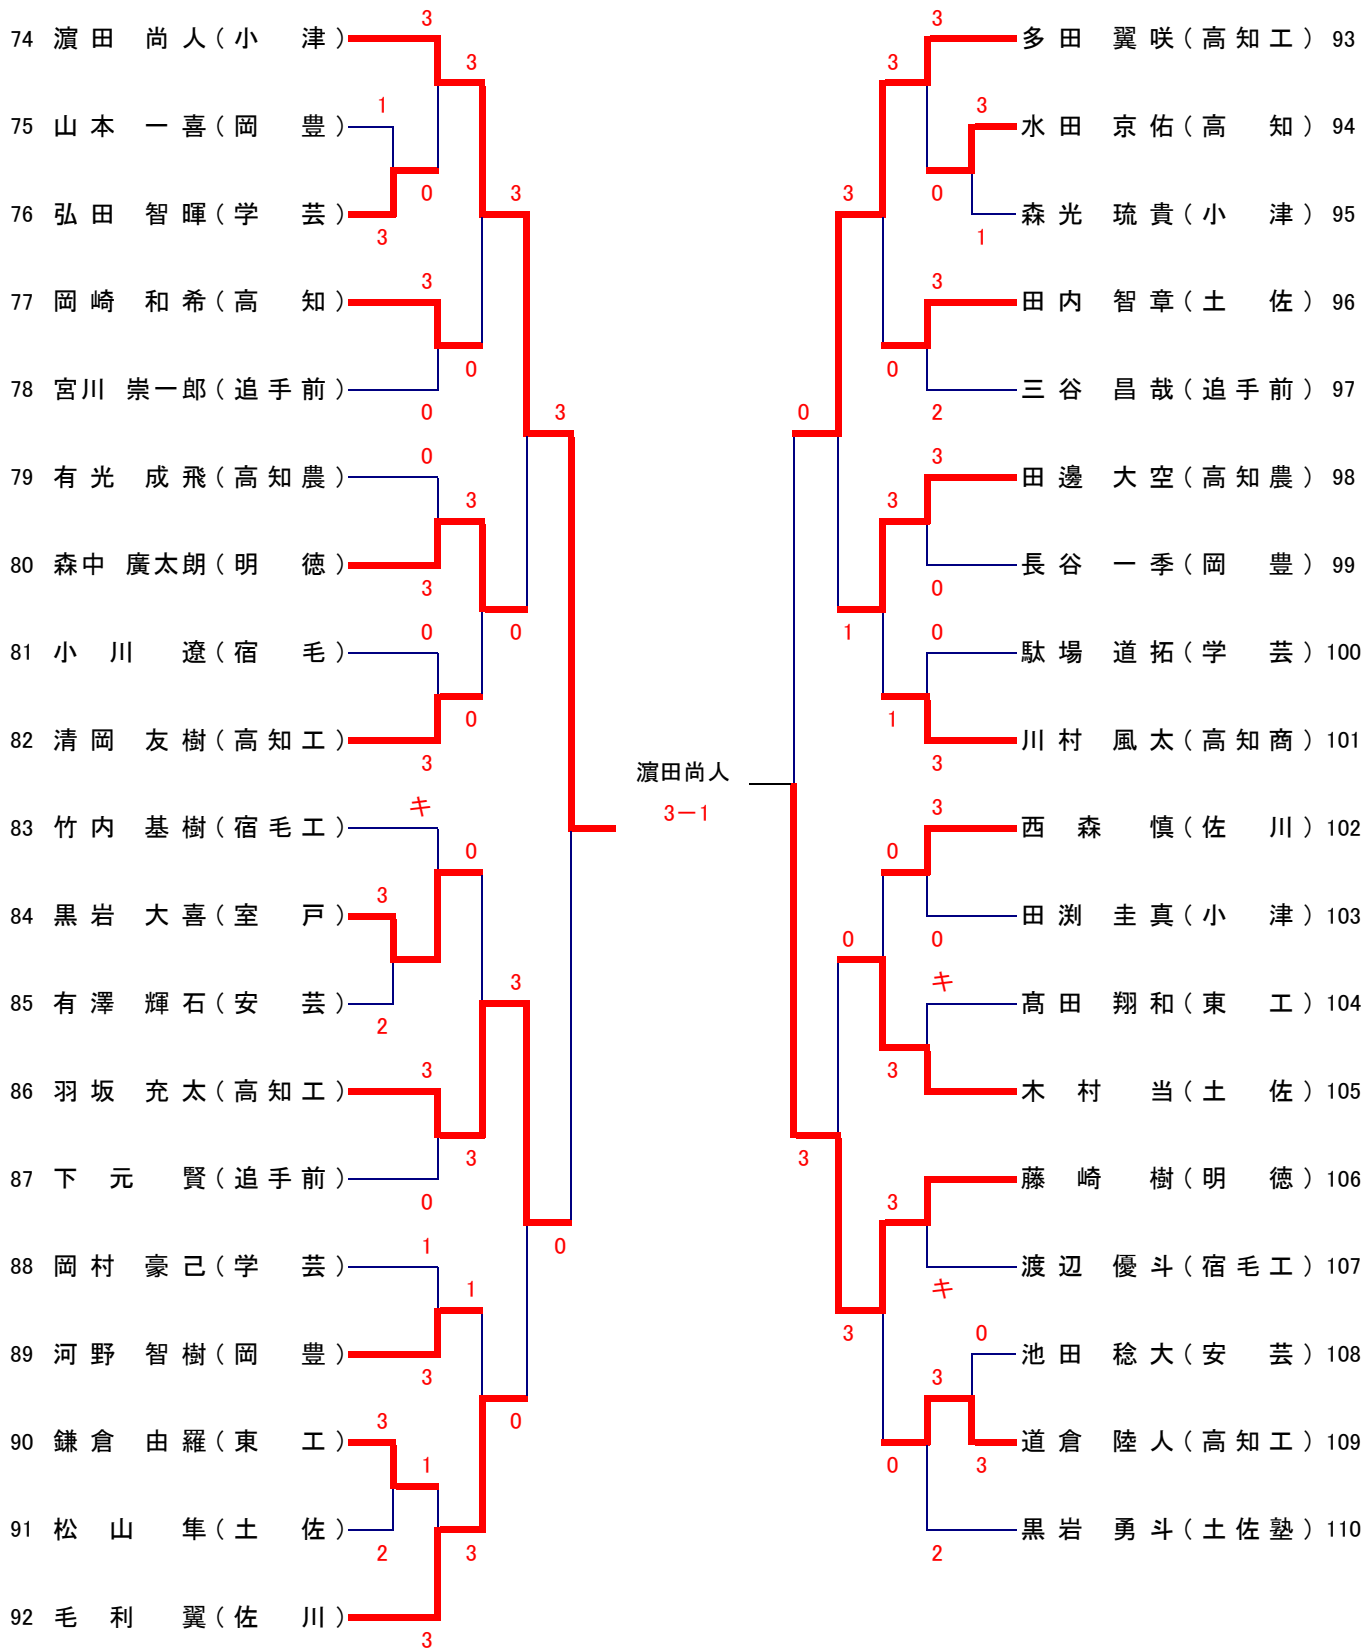 74 濵田 尚人(小 津)
75 山本 一喜(岡 豊)
76 弘田 智暉(学 芸)
77 岡崎 和希(高 知)
78 宮川 崇一郎(追手前)
79 有光 成飛(高知農)
80 森中 廣太朗(明 徳)
81 小川 遼(宿 毛)
82 清岡 友樹(高知工)
83 竹内 基樹(宿毛工)
84 黒岩 大喜(室 戸)
85 有澤 輝石(安 芸)
86 羽坂 充太(高知工)
87 下元 賢(追手前)
88 岡村 豪己(学 芸)
89 河野 智樹(岡 豊)
90 鎌倉 由羅(東 工)
91 松山 隼(土 佐)
92 毛利 翼(佐 川)
3
3
1
0
3
3
3
0
0
3
0
3
3
0
0
0
3
キ
0
3
2
3
3
3
0
0
1
1
3
0
3
1
2
3
3
濵田尚人
3-1
多田 翼咲(高知工) 93
水田 京佑(高 知) 94
森光 琉貴(小 津) 95
田内 智章(土 佐) 96
三谷 昌哉(追手前) 97
田邊 大空(高知農) 98
長谷 一季(岡 豊) 99
駄場 道拓(学 芸) 100
川村 風太(高知商) 101
西森 慎(佐 川) 102
田渕 圭真(小 津) 103
髙田 翔和(東 工) 104
木村 当(土 佐) 105
藤崎 樹(明 徳) 106
渡辺 優斗(宿毛工) 107
池田 稔大(安 芸) 108
道倉 陸人(高知工) 109
黒岩 勇斗(土佐塾) 110
3
3
3
3
0
1
3
0
0
2
3
3
0
1
0
1
3
3
0
0
0
キ
3
3
3
キ
3
0
3
0
3
2